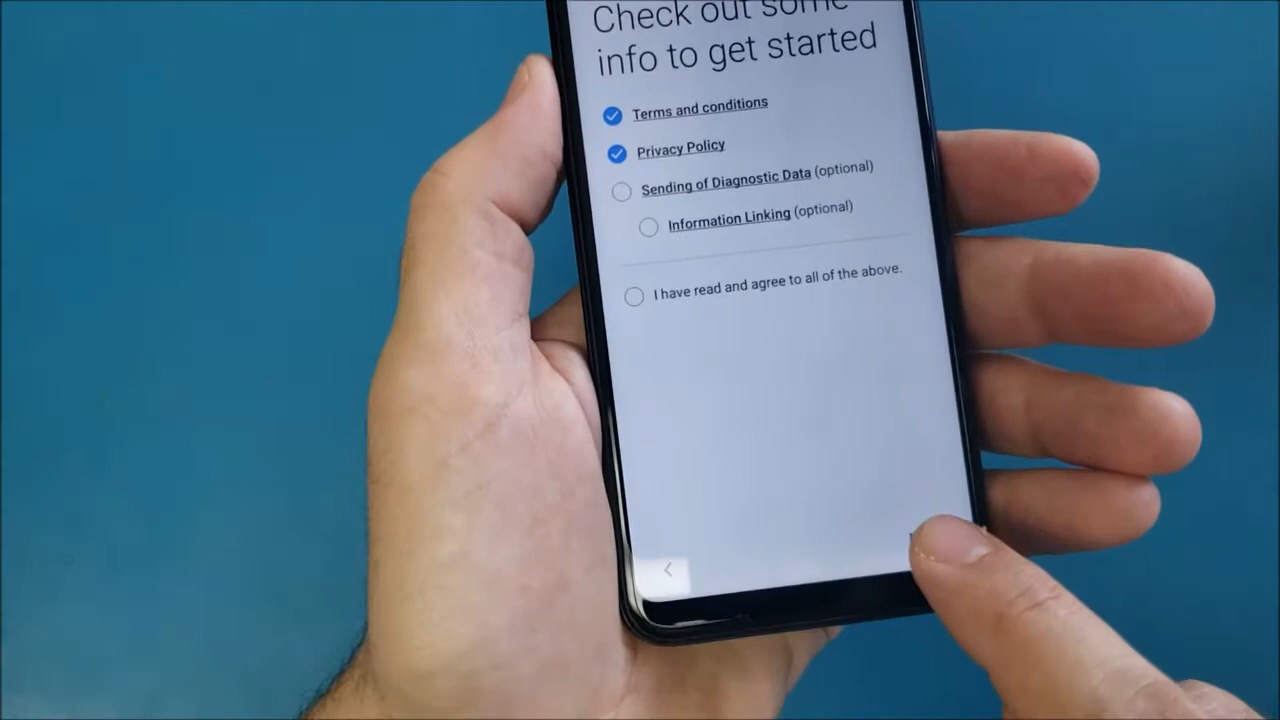 Check out some
info to get started
Terms and conditions
Privacy Policy
Sending of Diagnostic Data (optional)
Information Linking (optional)
I have read and agree to all of the above.